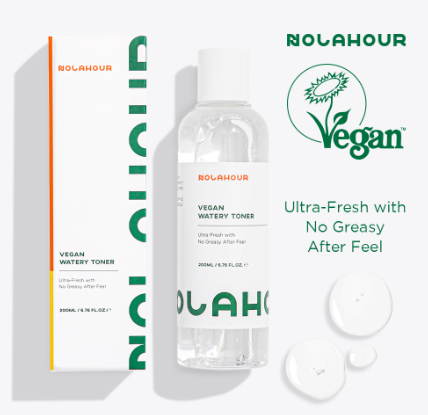 NOLAHOUR
NOLAHOUR
VEGAN
WATERY TONER
Ultra-Fresh with
No Greasy After Feel
200ML / 6.76 FL.OZ. ℮
NOLAHOUR
VEGAN
WATERY TONER
Ultra-Fresh with
No Greasy After Feel
200ML / 6.76 FL.OZ. ℮
NOLAHO
NOLAHOUR
Vegan™
Ultra-Fresh with
No Greasy
After Feel